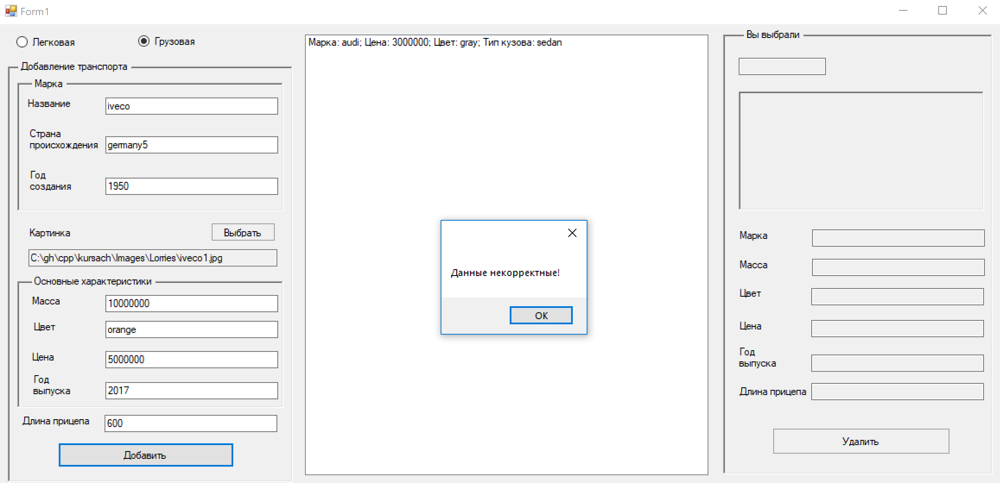 Form1
Легковая
Грузовая
Добавление транспорта
Марка
Название
iveco
Страна
происхождения
germany5
Год
создания
1950
Картинка
Выбрать
C:\gh\cpp\kursach\Images\Lorries\iveco1.jpg
Основные характеристики
Масса
10000000
Цвет
orange
Цена
5000000
Год
выпуска
2017
Длина прицепа
600
Добавить
Марка: audi; Цена: 3000000; Цвет: gray; Тип кузова: sedan
Данные некорректные!
OK
Вы выбрали
Марка
Масса
Цвет
Цена
Год
выпуска
Длина прицепа
Удалить